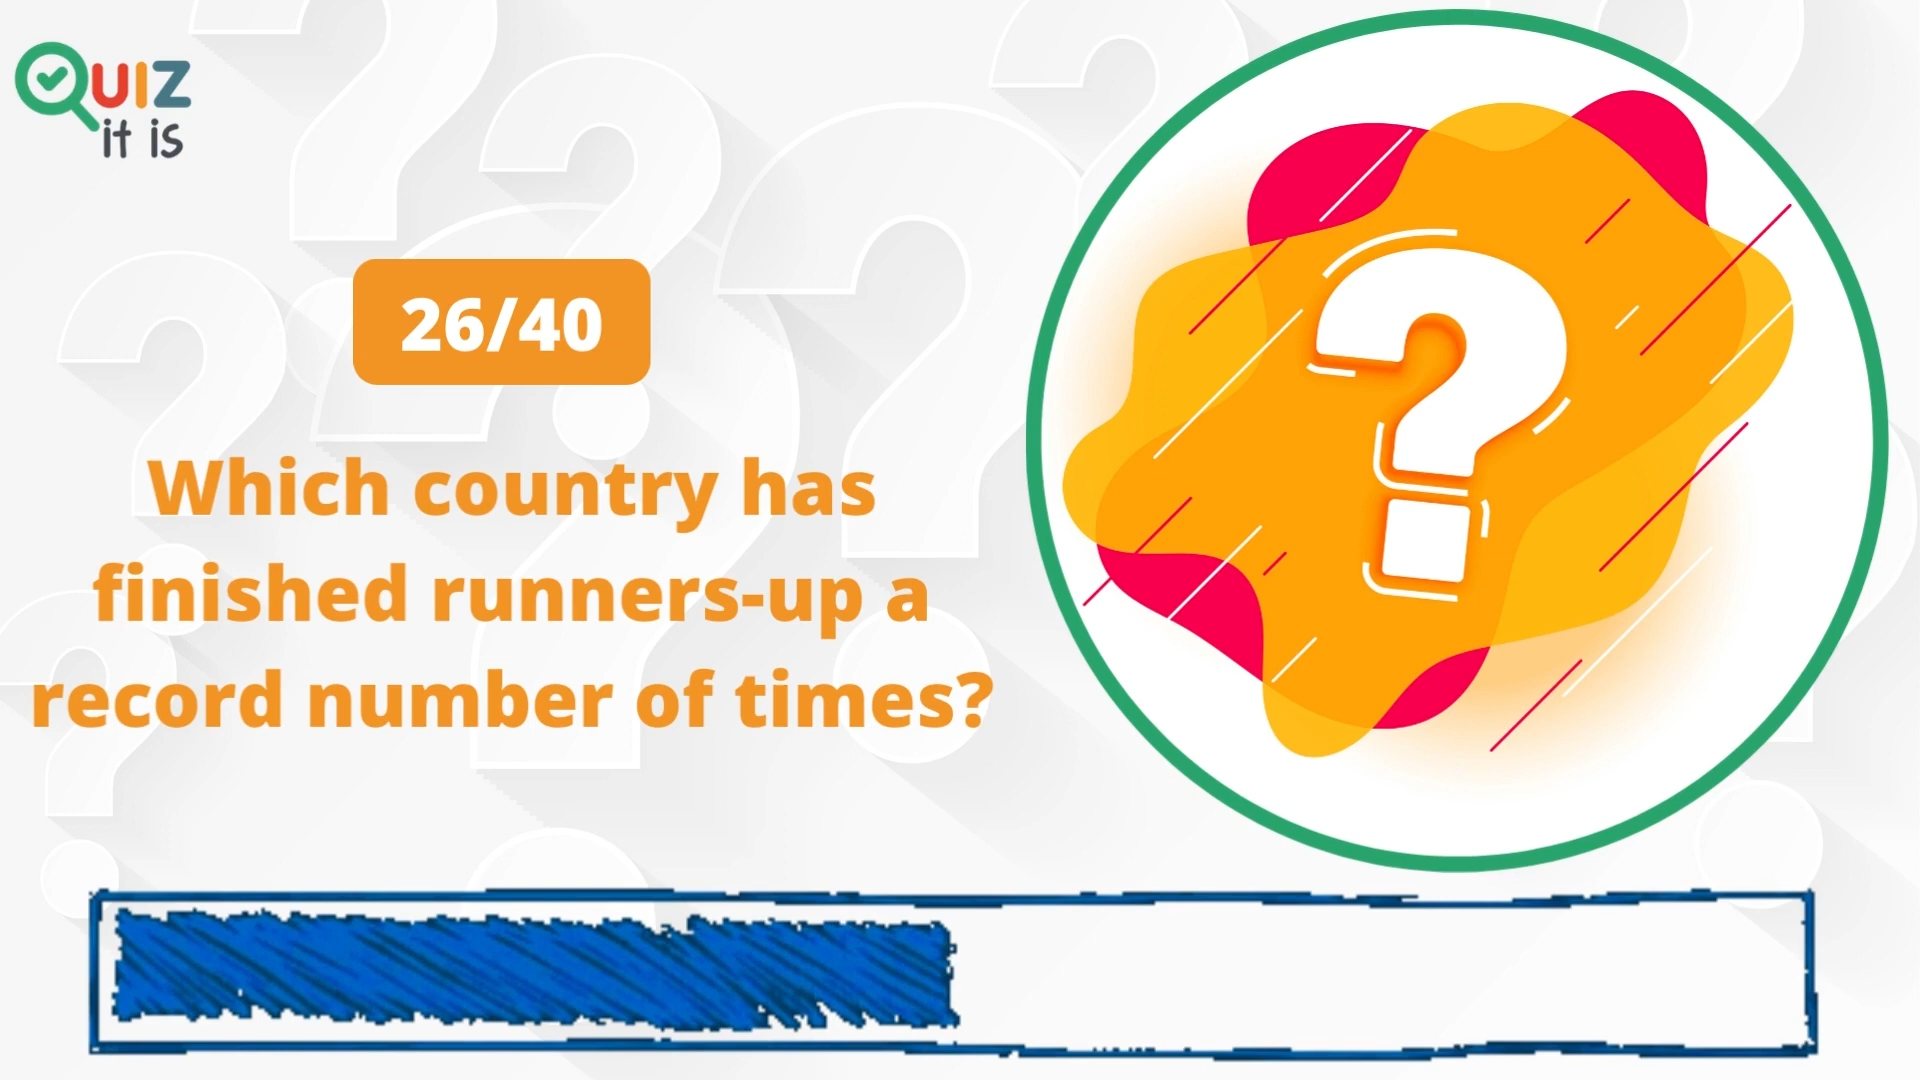 QUIZ
it is
26/40
Which country has
finished runners-up a
record number of times?